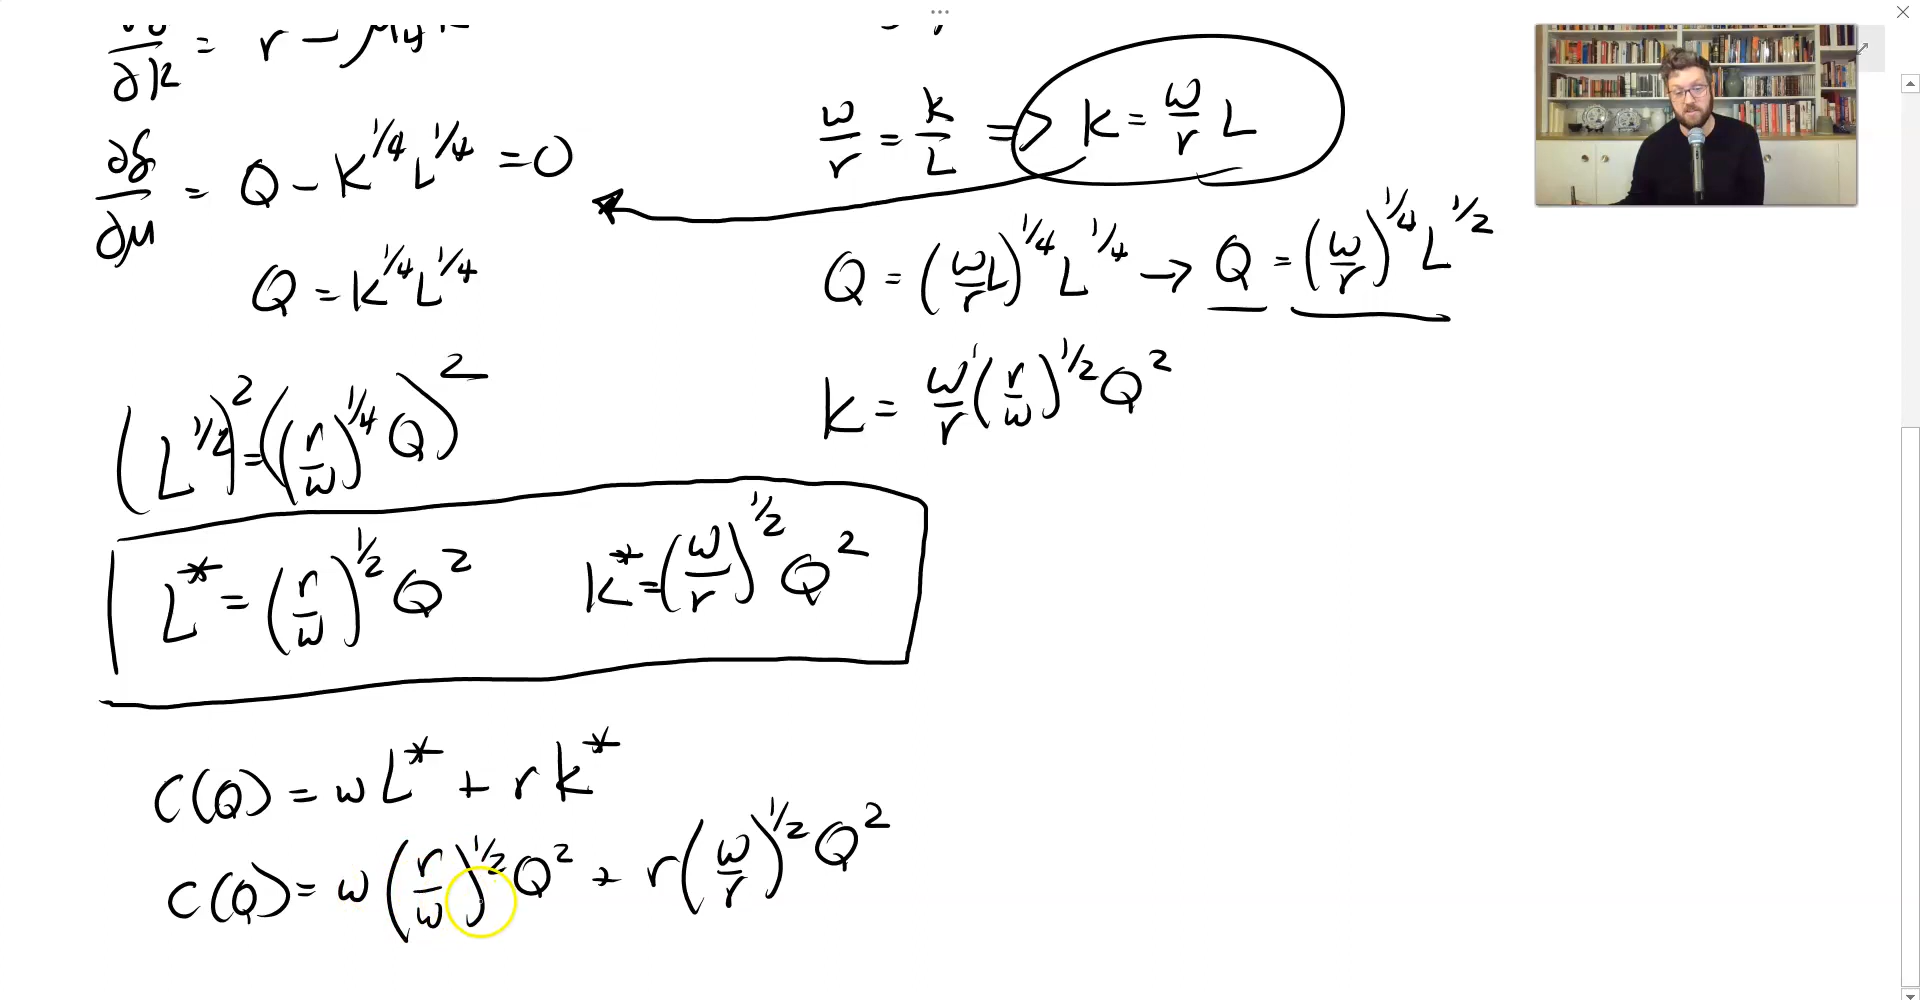 ∂K = r − μ
w/r = k/L => k = w/r L
∂ℒ/∂μ = Q − K^1/4 L^1/4 = 0
Q = (w/r L)^1/4 L^1/4 → Q = (w/r)^1/4 L^1/2
Q = K^1/4 L^1/4
k = w/r (r/w)^1/2 Q^2
(L^1/4)^2 = ((r/w)^1/4 Q)^2
L* = (r/w)^1/2 Q^2 k* = (w/r)^1/2 Q^2
C(Q) = wL* + rk*
C(Q) = w(r/w)^1/2 Q^2 + r(w/r)^1/2 Q^2